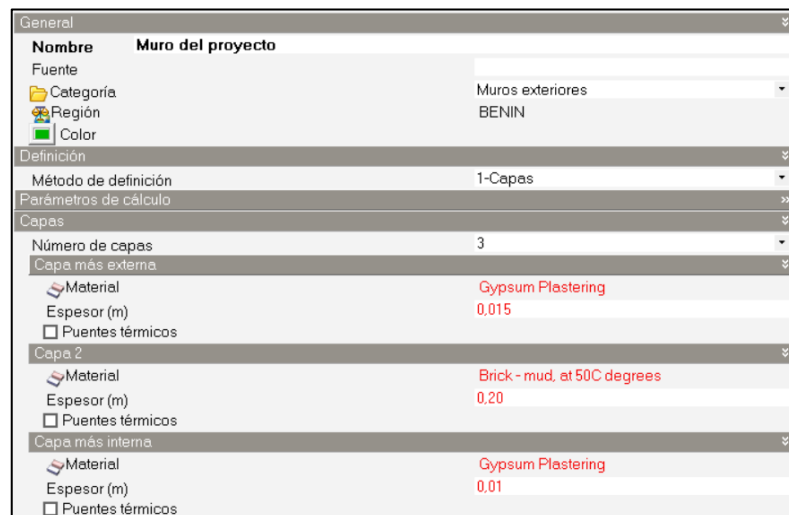 General
Nombre Muro del proyecto
Fuente
Categoría Muros exteriores
Región BENIN
Color
Definición
Método de definición 1-Capas
Parámetros de cálculo
Capas
Número de capas 3
Capa más externa
Material Gypsum Plastering
Espesor (m) 0,015
Puentes térmicos
Capa 2
Material Brick - mud, at 50C degrees
Espesor (m) 0,20
Puentes térmicos
Capa más interna
Material Gypsum Plastering
Espesor (m) 0,01
Puentes térmicos